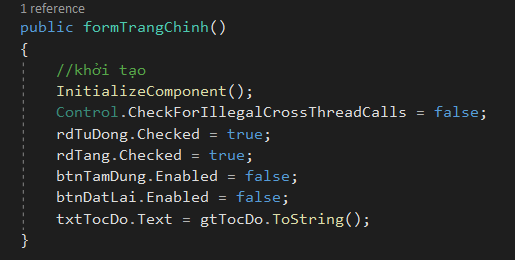 1 reference
public formTrangChinh()
{
//khởi tạo
InitializeComponent();
Control.CheckForIllegalCrossThreadCalls = false;
rdTuDong.Checked = true;
rdTang.Checked = true;
btnTamDung.Enabled = false;
btnDatLai.Enabled = false;
txtTocDo.Text = gtTocDo.ToString();
}